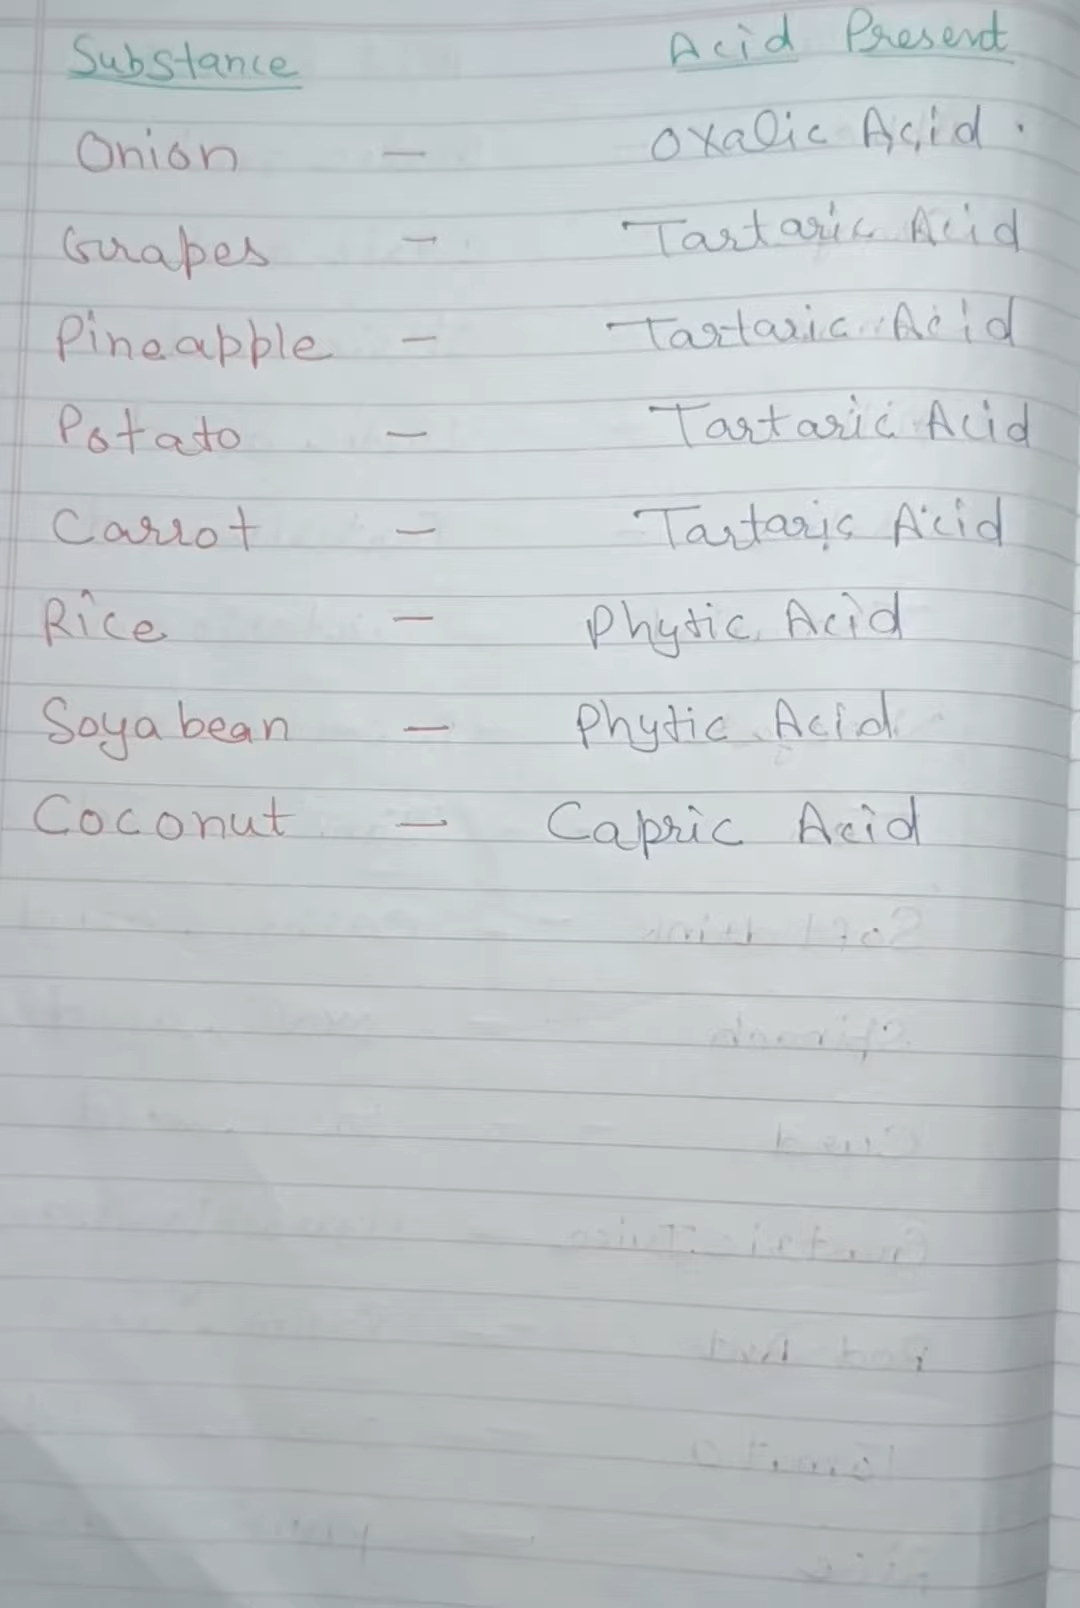 Substance Acid Present
Onion - Oxalic Acid.
Grapes - Tartaric Acid
Pineapple - Tartaric Acid
Potato - Tartaric Acid
Carrot - Tartaric Acid
Rice - Phytic Acid
Soyabean - Phytic Acid
Coconut - Capric Acid